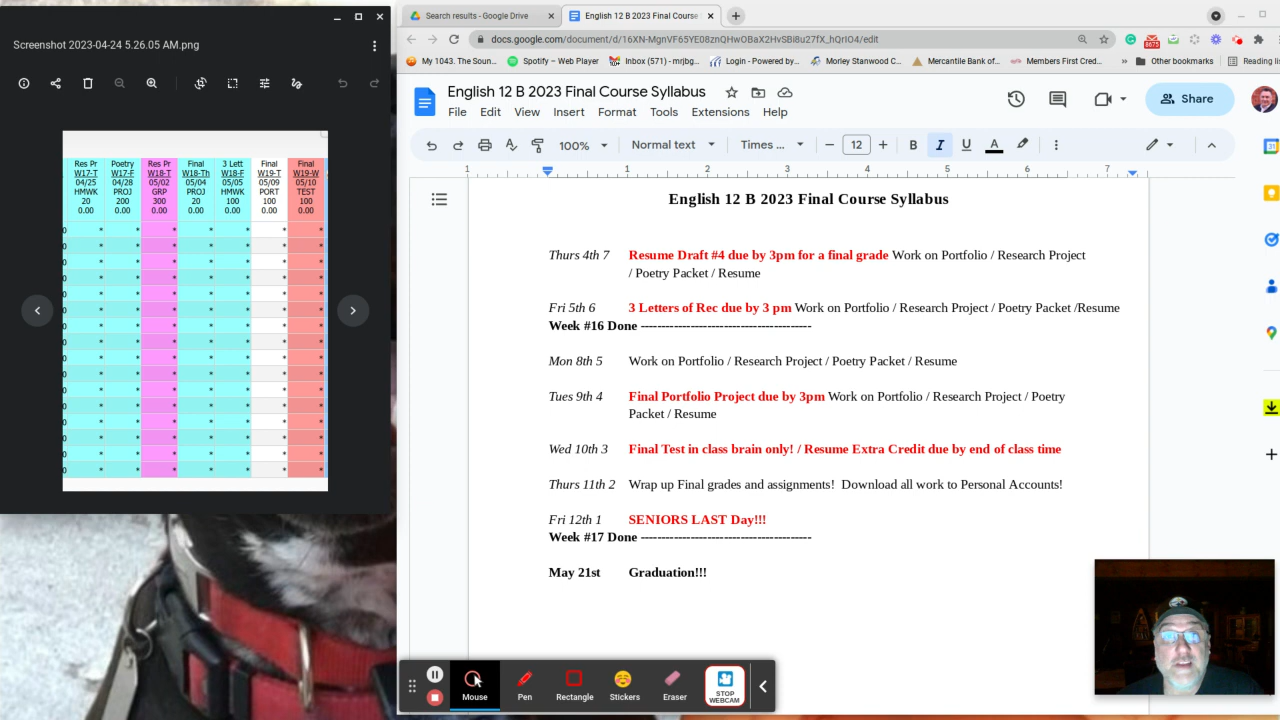 Screenshot 2023-04-24 5.26.05 AM.png
Res Pr Poetry Res Pr Final 3 Lett Final Final
W17-T W17-F W18-T W18-Th W18-F W19-T W19-W
04/25 04/28 05/02 05/04 05/05 05/09 05/10
HMWK PROJ GRP PROJ HMWK PORT TEST
20 200 300 20 100 100 100
0.00 0.00 0.00 0.00 0.00 0.00 0.00
Search results - Google Drive
English 12 B 2023 Final Course
docs.google.com/document/d/16XN-MgnVF65YE08znQHwOBaX2HvSBi8u27fX_hQrIO4/edit
8675
My 1043. The Soun... Spotify – Web Player Inbox (571) - mrjbg... Login - Powered by... Morley Stanwood C... Mercantile Bank of... Members First Cred... » Other bookmarks Reading lis
English 12 B 2023 Final Course Syllabus
File Edit View Insert Format Tools Extensions Help
Share
100% Normal text Times ... 12 B I U A
1 1 2 3 4 5 6 7
31
English 12 B 2023 Final Course Syllabus
Thurs 4th 7 Resume Draft #4 due by 3pm for a final grade Work on Portfolio / Research Project
/ Poetry Packet / Resume
Fri 5th 6 3 Letters of Rec due by 3 pm Work on Portfolio / Research Project / Poetry Packet /Resume
Week #16 Done -----------------------------------------
Mon 8th 5 Work on Portfolio / Research Project / Poetry Packet / Resume
Tues 9th 4 Final Portfolio Project due by 3pm Work on Portfolio / Research Project / Poetry
Packet / Resume
Wed 10th 3 Final Test in class brain only! / Resume Extra Credit due by end of class time
Thurs 11th 2 Wrap up Final grades and assignments! Download all work to Personal Accounts!
Fri 12th 1 SENIORS LAST Day!!!
Week #17 Done -----------------------------------------
May 21st Graduation!!!
Mouse Pen Rectangle Stickers Eraser STOP
WEBCAM